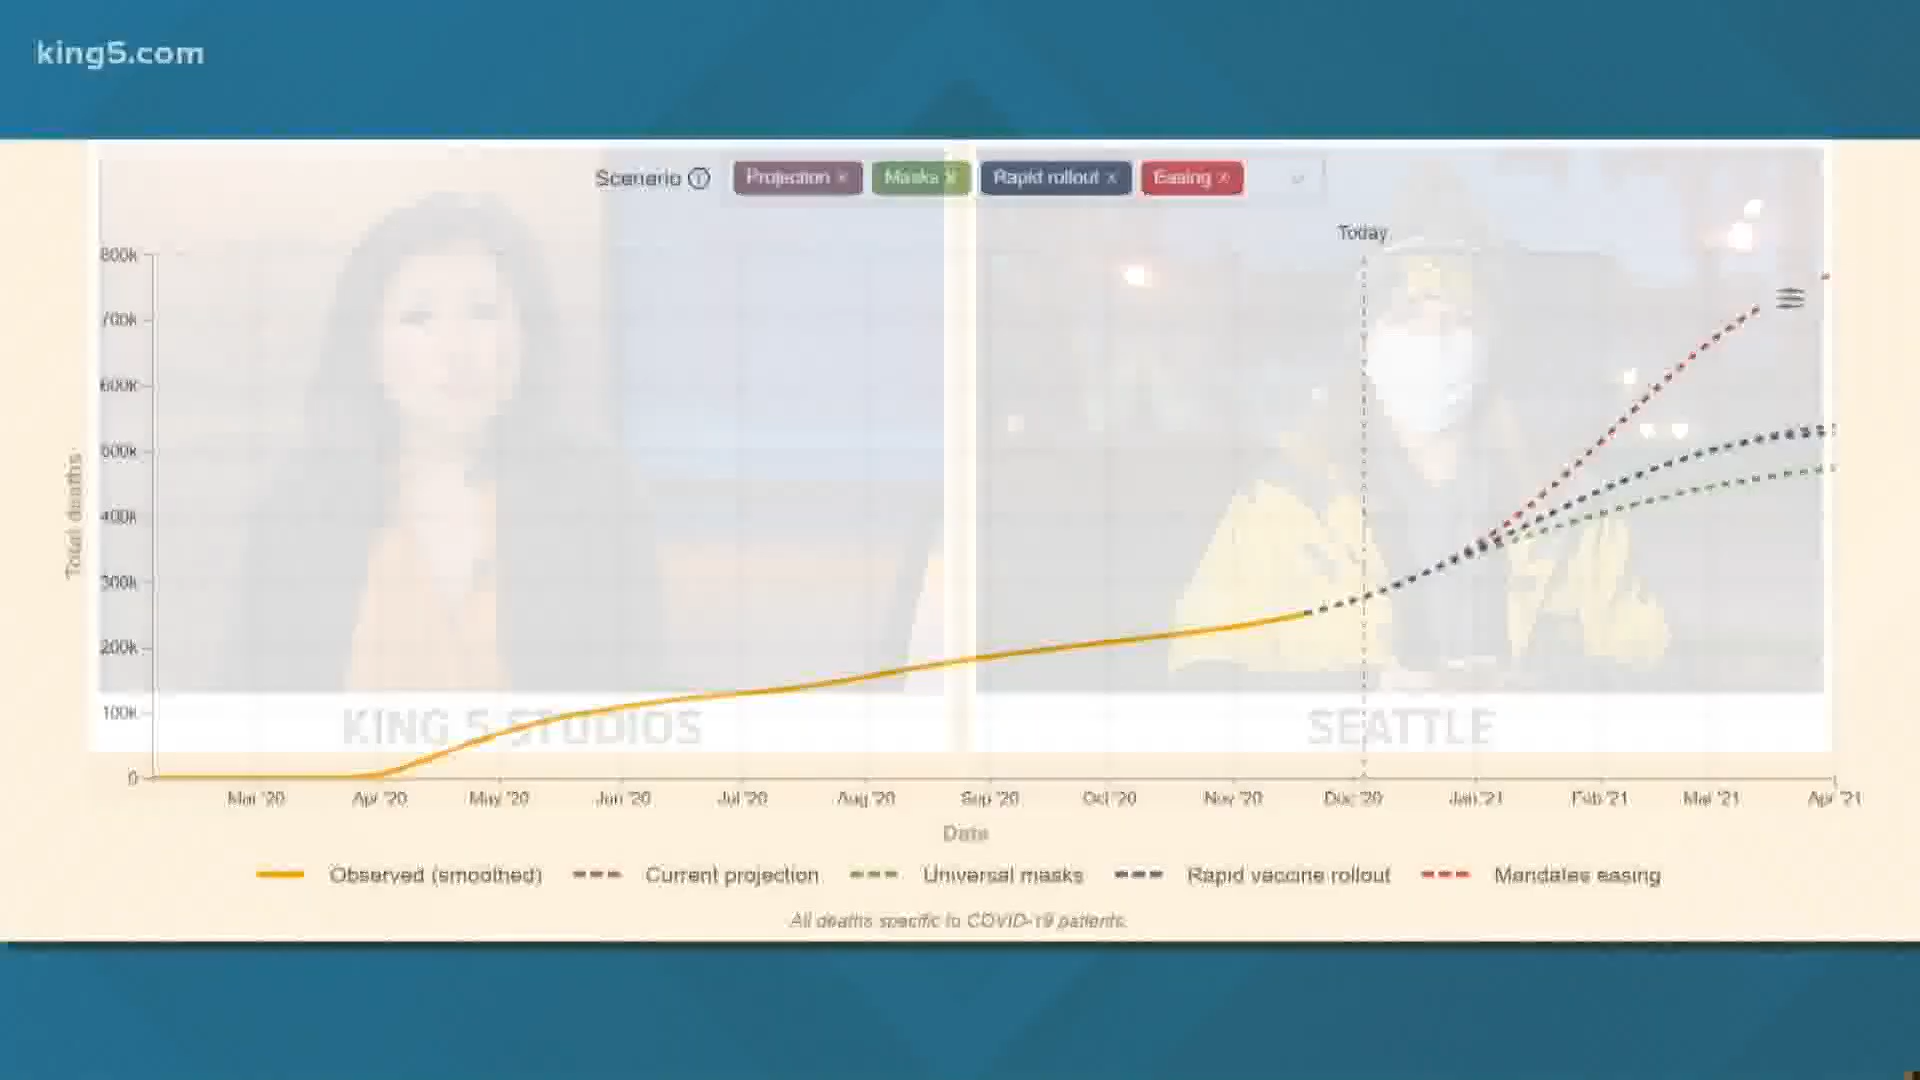 king5.com
Scenario Projection × Masks × Rapid rollout × Easing ×
Today
800k
700k
600k
500k
400k
300k
200k
100k
0
Total deaths
KING 5 STUDIOS
SEATTLE
Mar '20 Apr '20 May '20 Jun '20 Jul '20 Aug '20 Sep '20 Oct '20 Nov '20 Dec '20 Jan '21 Feb '21 Mar '21 Apr '21
Date
Observed (smoothed) Current projection Universal masks Rapid vaccine rollout Mandates easing
All deaths specific to COVID-19 patients.